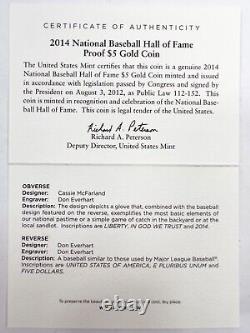 CERTIFICATE OF AUTHENTICITY
2014 National Baseball Hall of Fame
Proof $5 Gold Coin
The United States Mint certifies that this coin is a genuine 2014
National Baseball Hall of Fame $5 Gold Coin minted and issued in
accordance with legislation passed by Congress and signed by
the President on August 3, 2012, as Public Law 112-152. This
coin is minted in recognition and celebration of the National Base-
ball Hall of Fame. This coin is legal tender of the United States.
Richard A. Peterson
Richard A. Peterson
Deputy Director, United States Mint
OBVERSE
Designer: Cassie McFarland
Engraver: Don Everhart
Description: The design depicts a glove that, combined with the baseball
design featured on the reverse, exemplifies the most basic elements of
our national pastime or a simple game of catch in the backyard or at the
local sandlot. Inscriptions are LIBERTY, IN GOD WE TRUST and 2014.
REVERSE
Designer: Don Everhart
Engraver: Don Everhart
Description: A baseball similar to those used by Major League Baseball®.
Inscriptions are UNITED STATES OF AMERICA, E PLURIBUS UNUM and
FIVE DOLLARS.
To preserve the